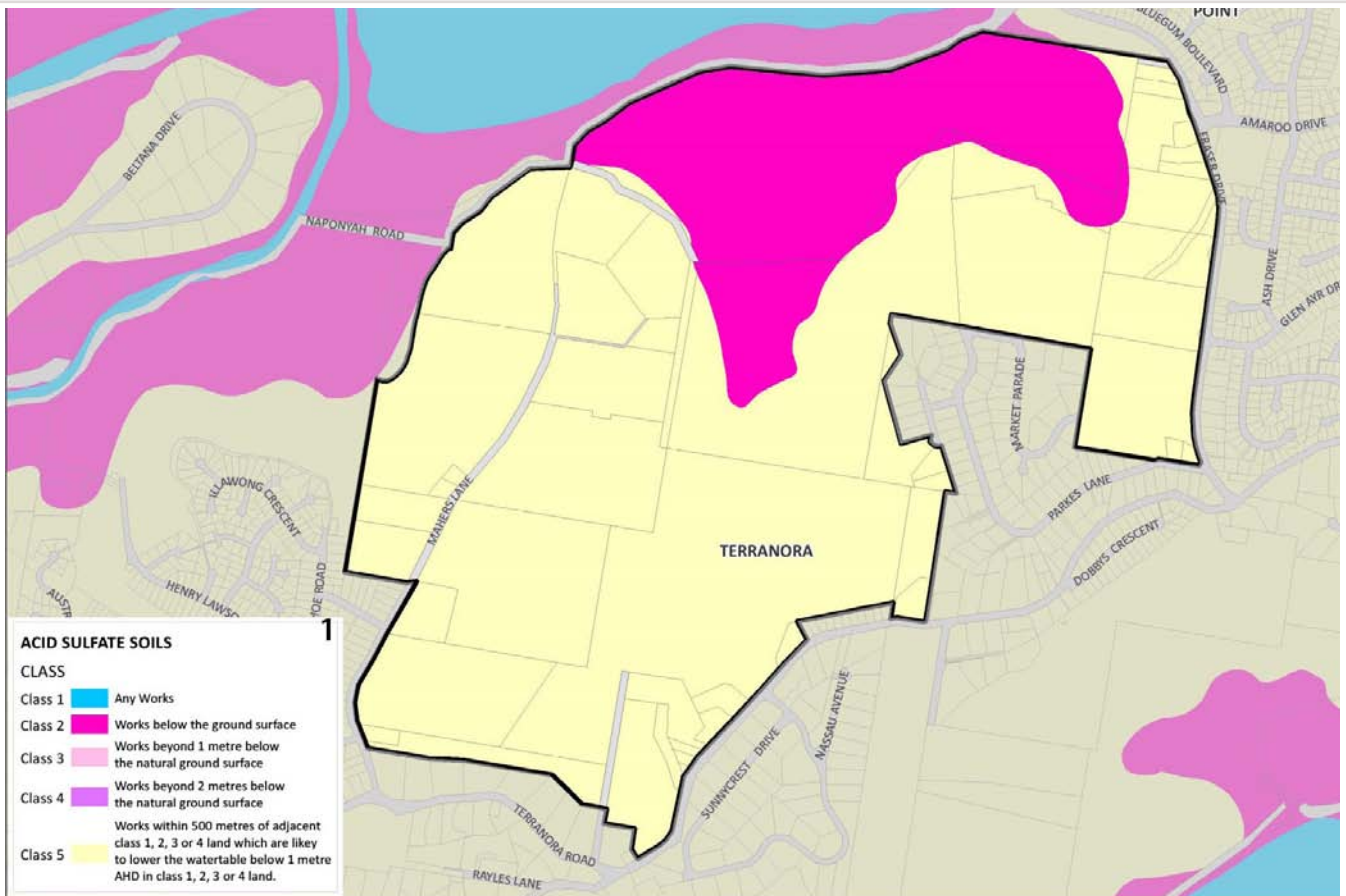 POINT
BLUEGUM BOULEVARD
AMAROO DRIVE
FRASER DRIVE
BELTANA DRIVE
NAPONYAH ROAD
ASH DRIVE
GLEN AYR DR
MARKET PARADE
PARKES LANE
DOBBYS CRESCENT
ILLAWONG CRESCENT
MAHERS LANE
TERRANORA
HENRY LAWSO
OE ROAD
AUSTR
SUNNYCREST DRIVE
NASSAU AVENUE
TERRANORA ROAD
RAYLES LANE
1
ACID SULFATE SOILS
CLASS
Class 1 Any Works
Class 2 Works below the ground surface
Class 3 Works beyond 1 metre below
the natural ground surface
Class 4 Works beyond 2 metres below
the natural ground surface
Class 5 Works within 500 metres of adjacent
class 1, 2, 3 or 4 land which are likely
to lower the watertable below 1 metre
AHD in class 1, 2, 3 or 4 land.